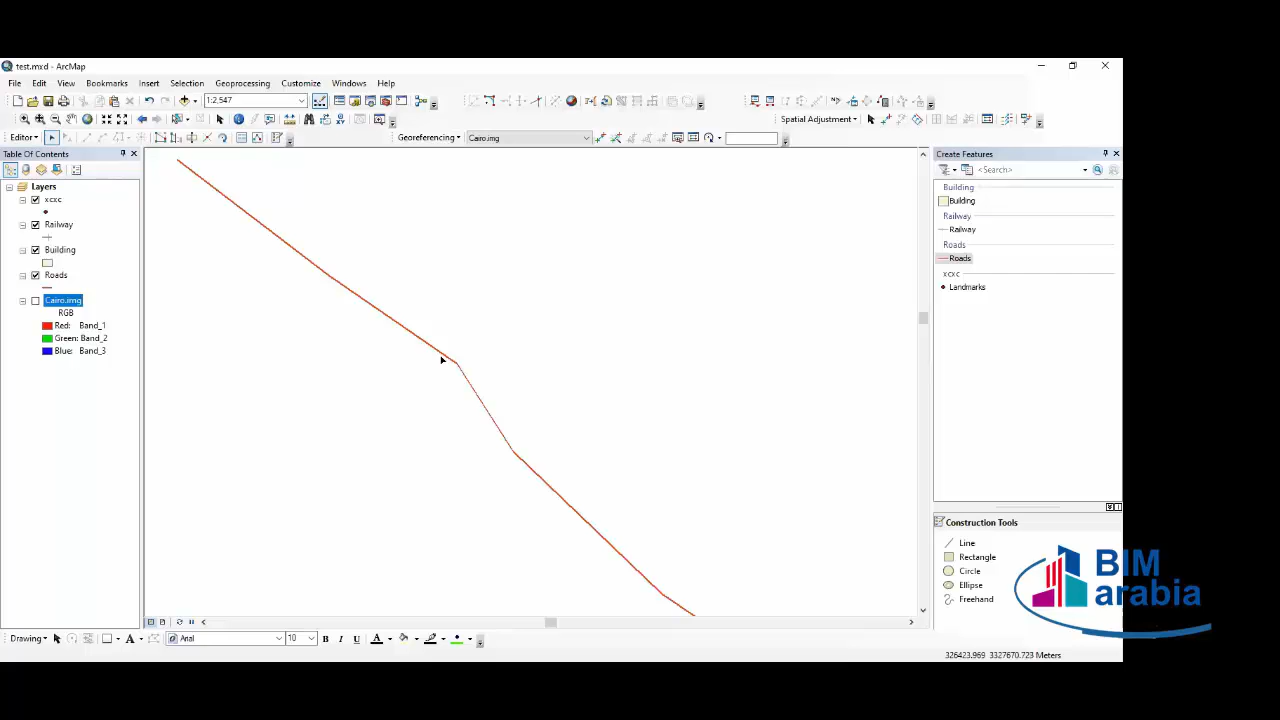 test.mxd - ArcMap
File Edit View Bookmarks Insert Selection Geoprocessing Customize Windows Help
1:2,547
Spatial Adjustment
Editor Georeferencing Cairo.img
Table Of Contents
Layers
xcxc
Railway
Building
Roads
Cairo.img
RGB
Red: Band_1
Green: Band_2
Blue: Band_3
Create Features
<Search>
Building
Building
Railway
Railway
Roads
Roads
xcxc
Landmarks
Construction Tools
Line
Rectangle
Circle
Ellipse
Freehand
BIM
arabia
Drawing A Arial 10 B I U A
326423.969 3327670.723 Meters